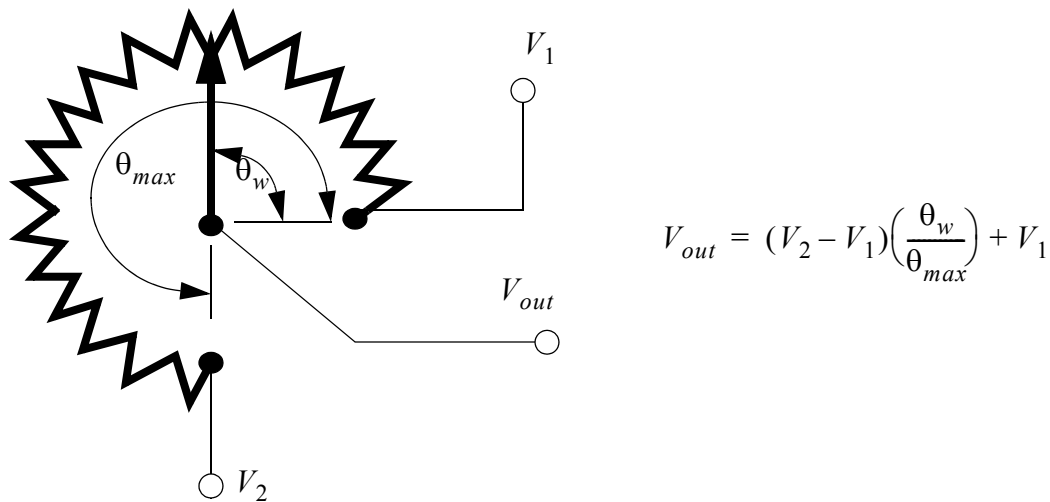 V₁
θmax
θw
Vout
V₂
Vout = (V₂ – V₁)(θw/θmax) + V₁